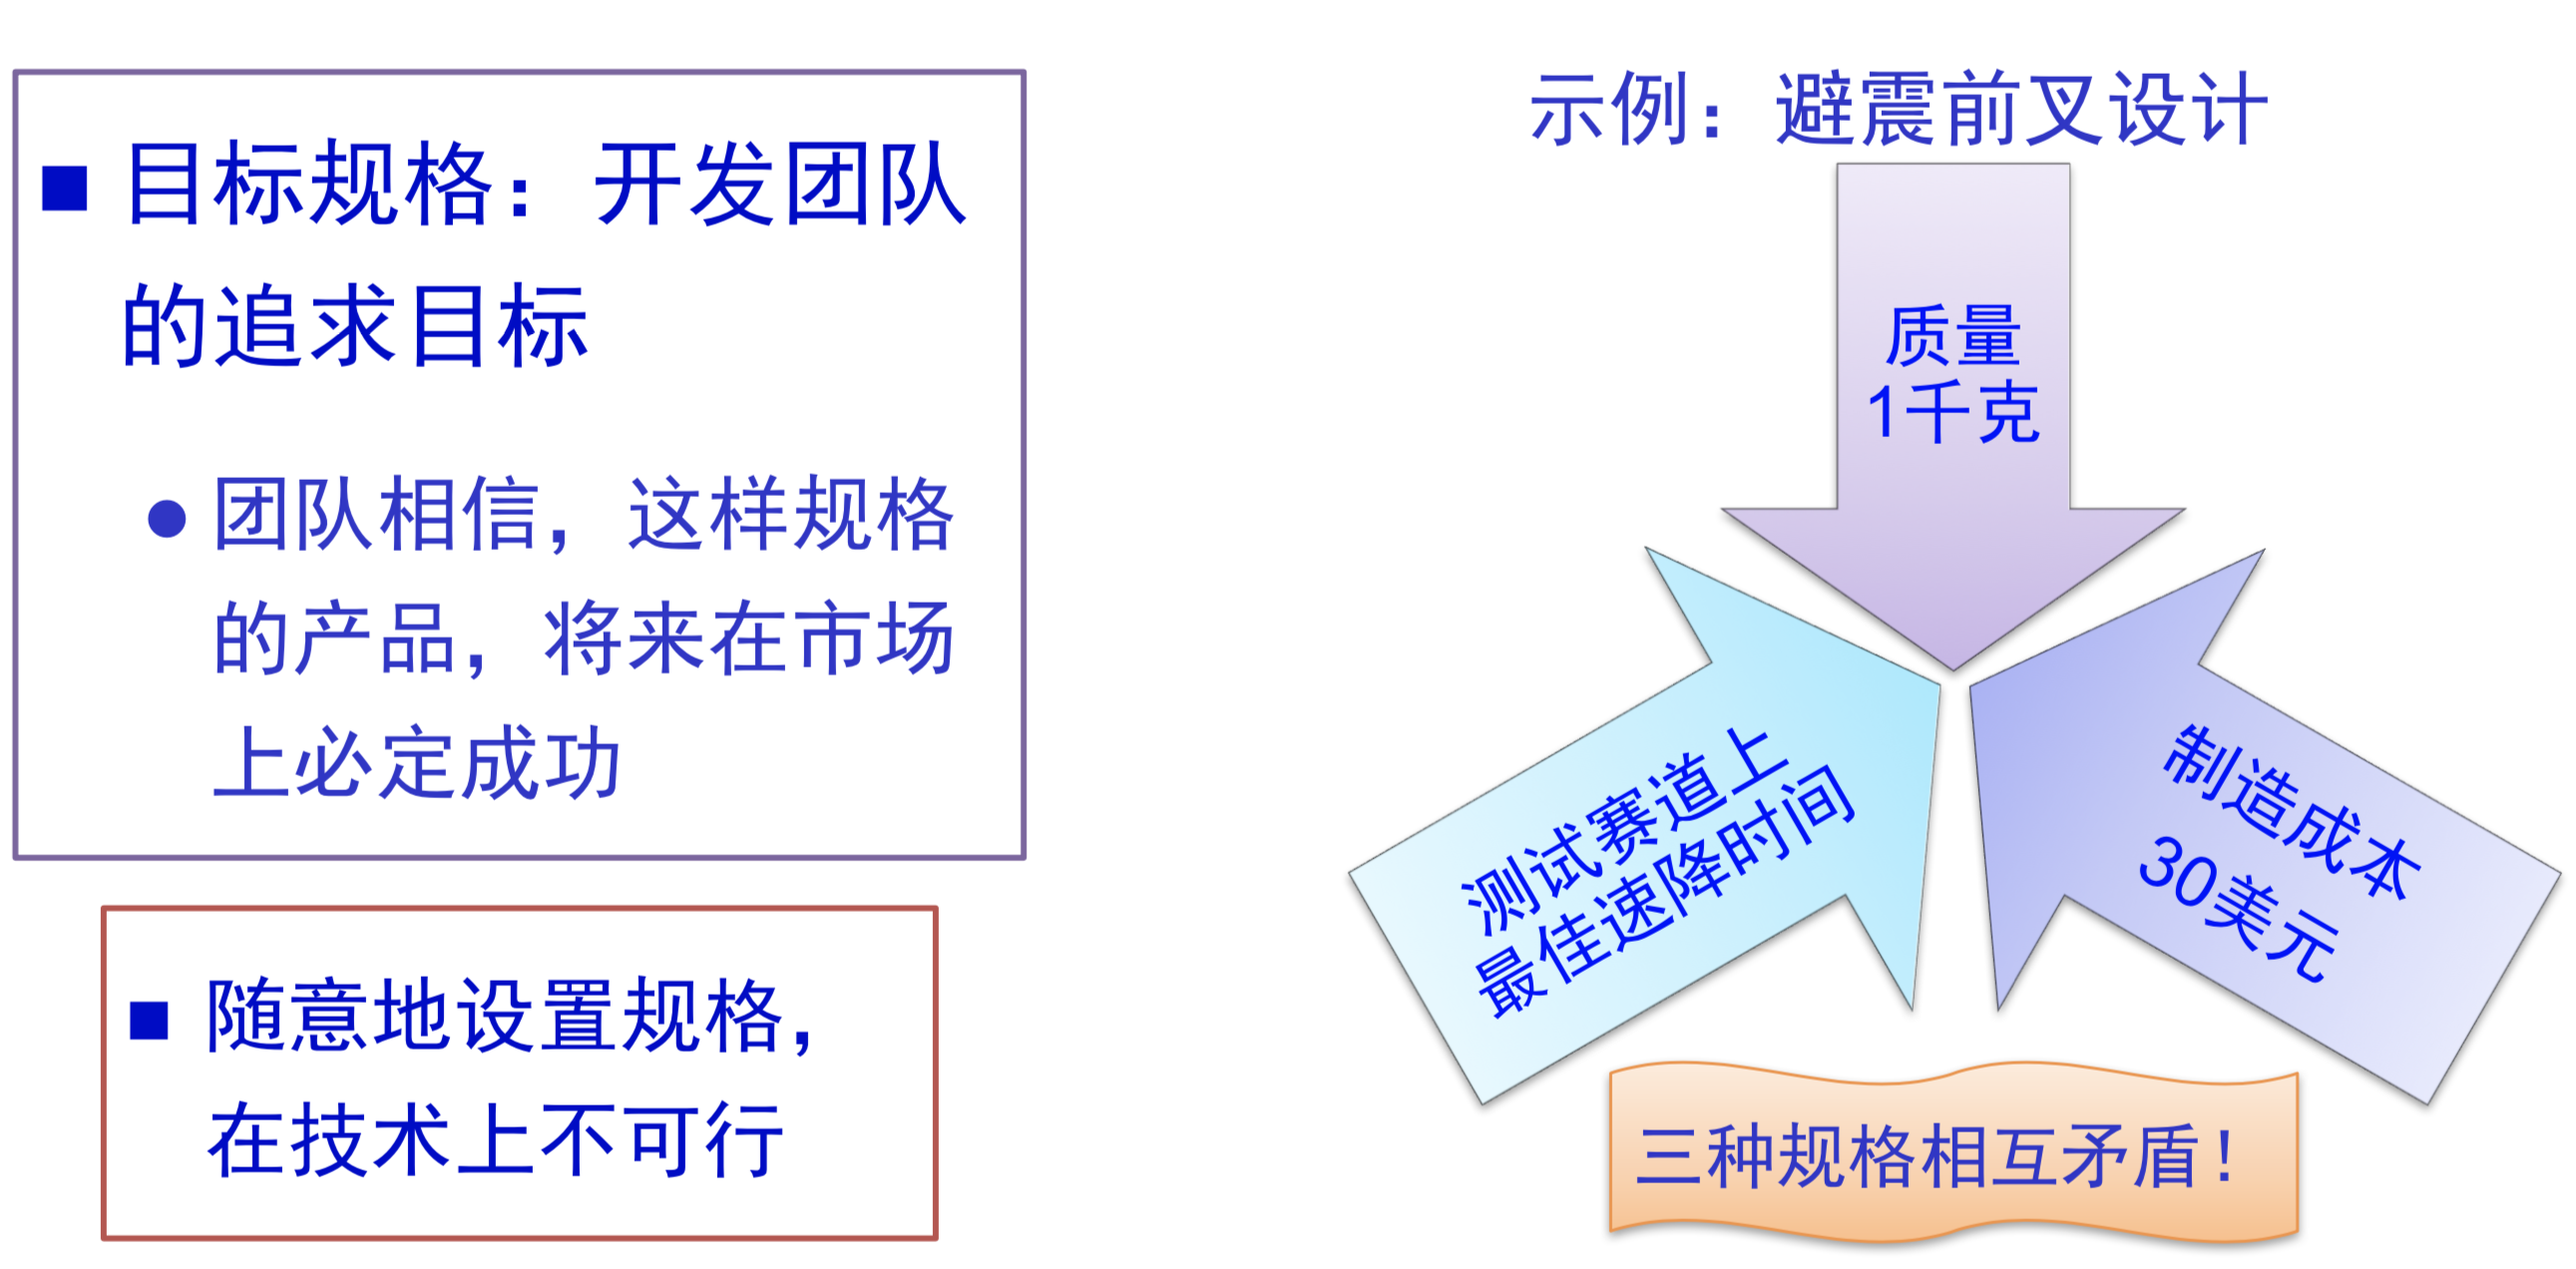 ■ 目标规格：开发团队
的追求目标
● 团队相信，这样规格
的产品，将来在市场
上必定成功
■ 随意地设置规格，
在技术上不可行
示例：避震前叉设计
质量
1千克
测试赛道上
最佳速降时间
制造成本
30美元
三种规格相互矛盾！